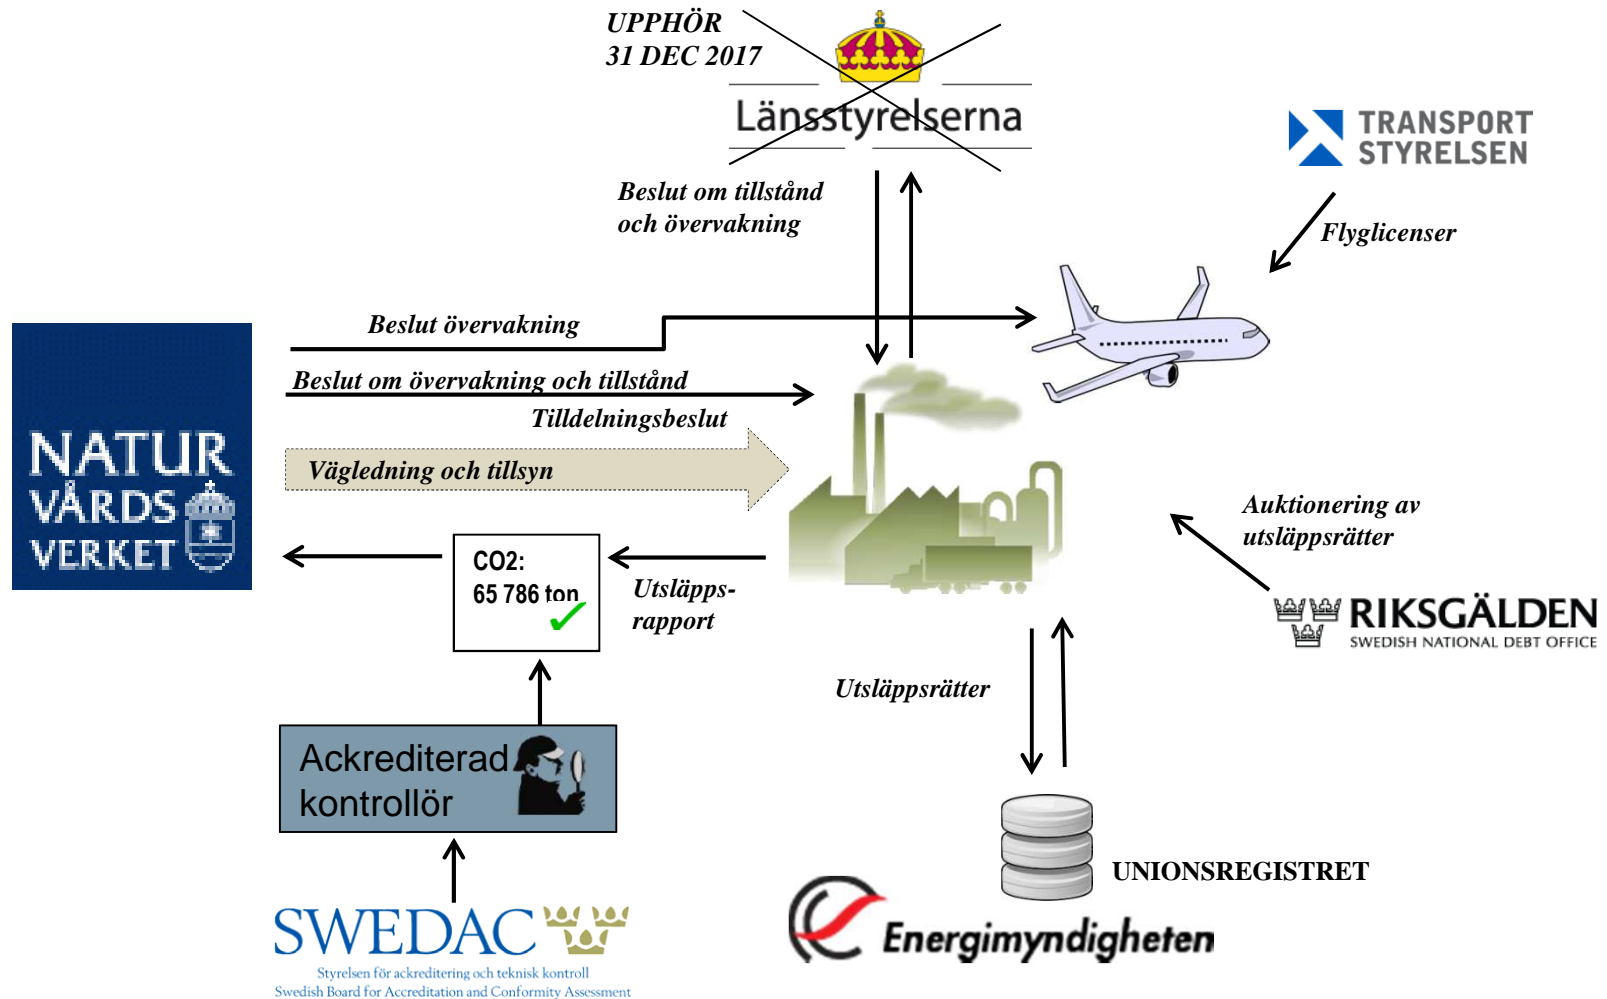 UPPHÖR
31 DEC 2017
Länsstyrelserna
TRANSPORT
STYRELSEN
Beslut om tillstånd
och övervakning
Flyglicenser
Beslut övervakning
Beslut om övervakning och tillstånd
Tilldelningsbeslut
NATUR
VÅRDS
VERKET
Vägledning och tillsyn
Auktionering av
utsläppsrätter
CO2:
65 786 ton
Utsläpps-
rapport
RIKSGÄLDEN
SWEDISH NATIONAL DEBT OFFICE
Utsläppsrätter
Ackrediterad
kontrollör
UNIONSREGISTRET
Energimyndigheten
SWEDAC
Styrelsen för ackreditering och teknisk kontroll
Swedish Board for Accreditation and Conformity Assessment